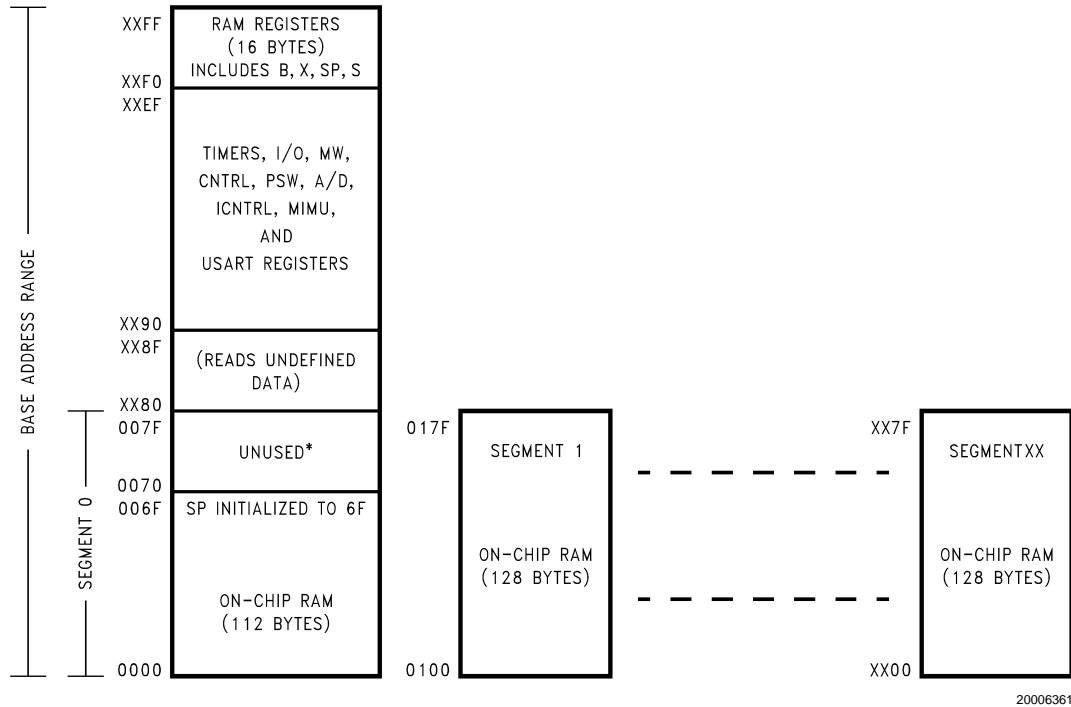 BASE ADDRESS RANGE
SEGMENT 0
XXFF
RAM REGISTERS
(16 BYTES)
INCLUDES B, X, SP, S
XXF0
XXEF
TIMERS, I/O, MW,
CNTRL, PSW, A/D,
ICNTRL, MIMU,
AND
USART REGISTERS
XX90
XX8F
(READS UNDEFINED
DATA)
XX80
007F
UNUSED*
0070
006F
SP INITIALIZED TO 6F
ON-CHIP RAM
(112 BYTES)
0000
017F
SEGMENT 1
ON-CHIP RAM
(128 BYTES)
0100
XX7F
SEGMENTXX
ON-CHIP RAM
(128 BYTES)
XX00
20006361